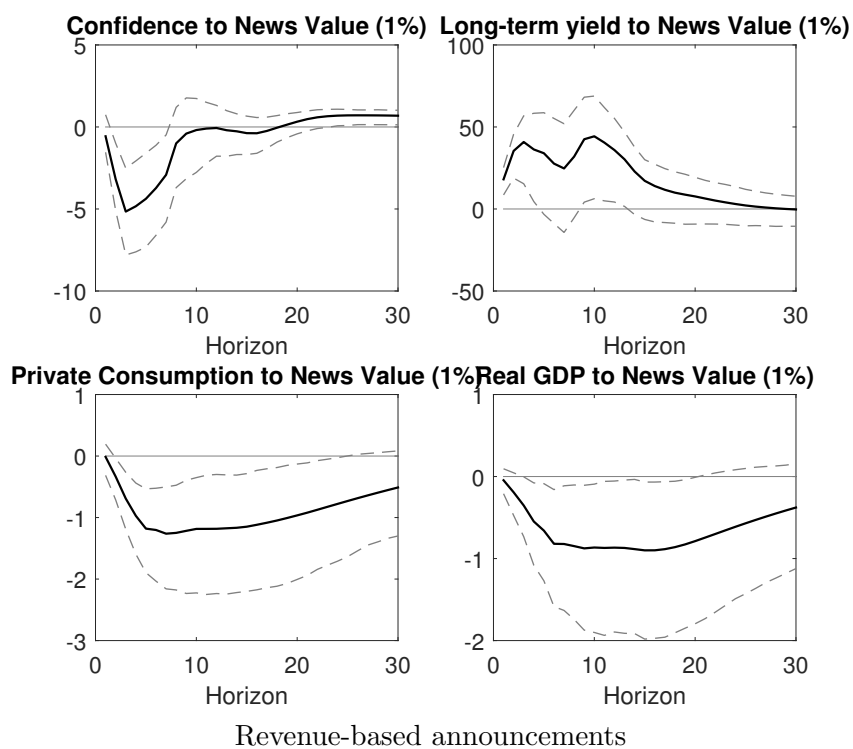 Confidence to News Value (1%)
5
0
-5
-10
0 10 20 30
Horizon
Long-term yield to News Value (1%)
100
50
0
-50
0 10 20 30
Horizon
Private Consumption to News Value (1%)
1
0
-1
-2
-3
0 10 20 30
Horizon
Real GDP to News Value (1%)
1
0
-1
-2
0 10 20 30
Horizon
Revenue-based announcements